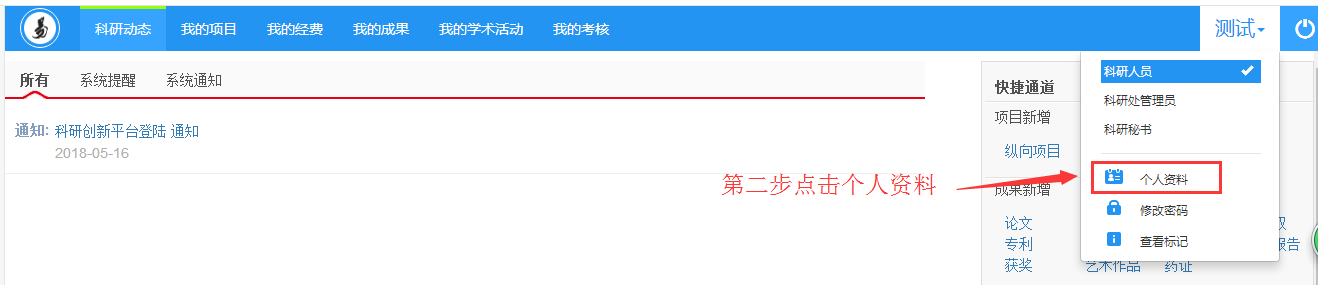 易
科研动态 我的项目 我的经费 我的成果 我的学术活动 我的考核 测试
所有 系统提醒 系统通知
通知: 科研创新平台登陆 通知
2018-05-16
快捷通道
项目新增
纵向项目
成果新增
论文
专利 报告
获奖 艺术作品 药证
科研人员
科研处管理员
科研秘书
个人资料
修改密码
查看标记
第二步点击个人资料